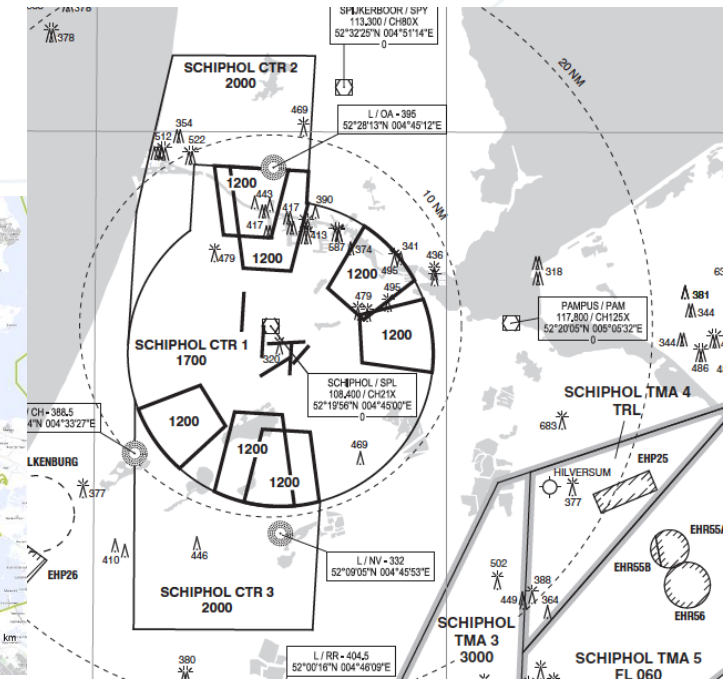 378
378
SPIJKERBOOR / SPY
113.300 / CH80X
52°32'25"N 004°51'14"E
0
20 NM
SCHIPHOL CTR 2
2000
469
L / OA - 395
52°28'13"N 004°45'12"E
354
512
522
10 NM
1200
443
417
390
417
413
587
374
341
436
495
1200
479
495
479
318
381
344
PAMPUS / PAM
117.800 / CH125X
52°20'05"N 005°05'32"E
0
1200
344
486
SCHIPHOL CTR 1
1700
320
SCHIPHOL / SPL
108.400 / CH21X
52°19'56"N 004°45'00"E
0
SCHIPHOL TMA 4
TRL
/ CH - 388.5
4"N 004°33'27"E
1200
1200
1200
469
683
LKENBURG
377
HILVERSUM
EHP25
377
410
446
L / NV - 332
52°09'05"N 004°45'53"E
EHP26
502
388
449
364
EHR55A
EHR55B
EHR56
SCHIPHOL CTR 3
2000
SCHIPHOL
TMA 3
3000
km
380
L / RR - 404.5
52°00'16"N 004°46'09"E
SCHIPHOL TMA 5
FL 060